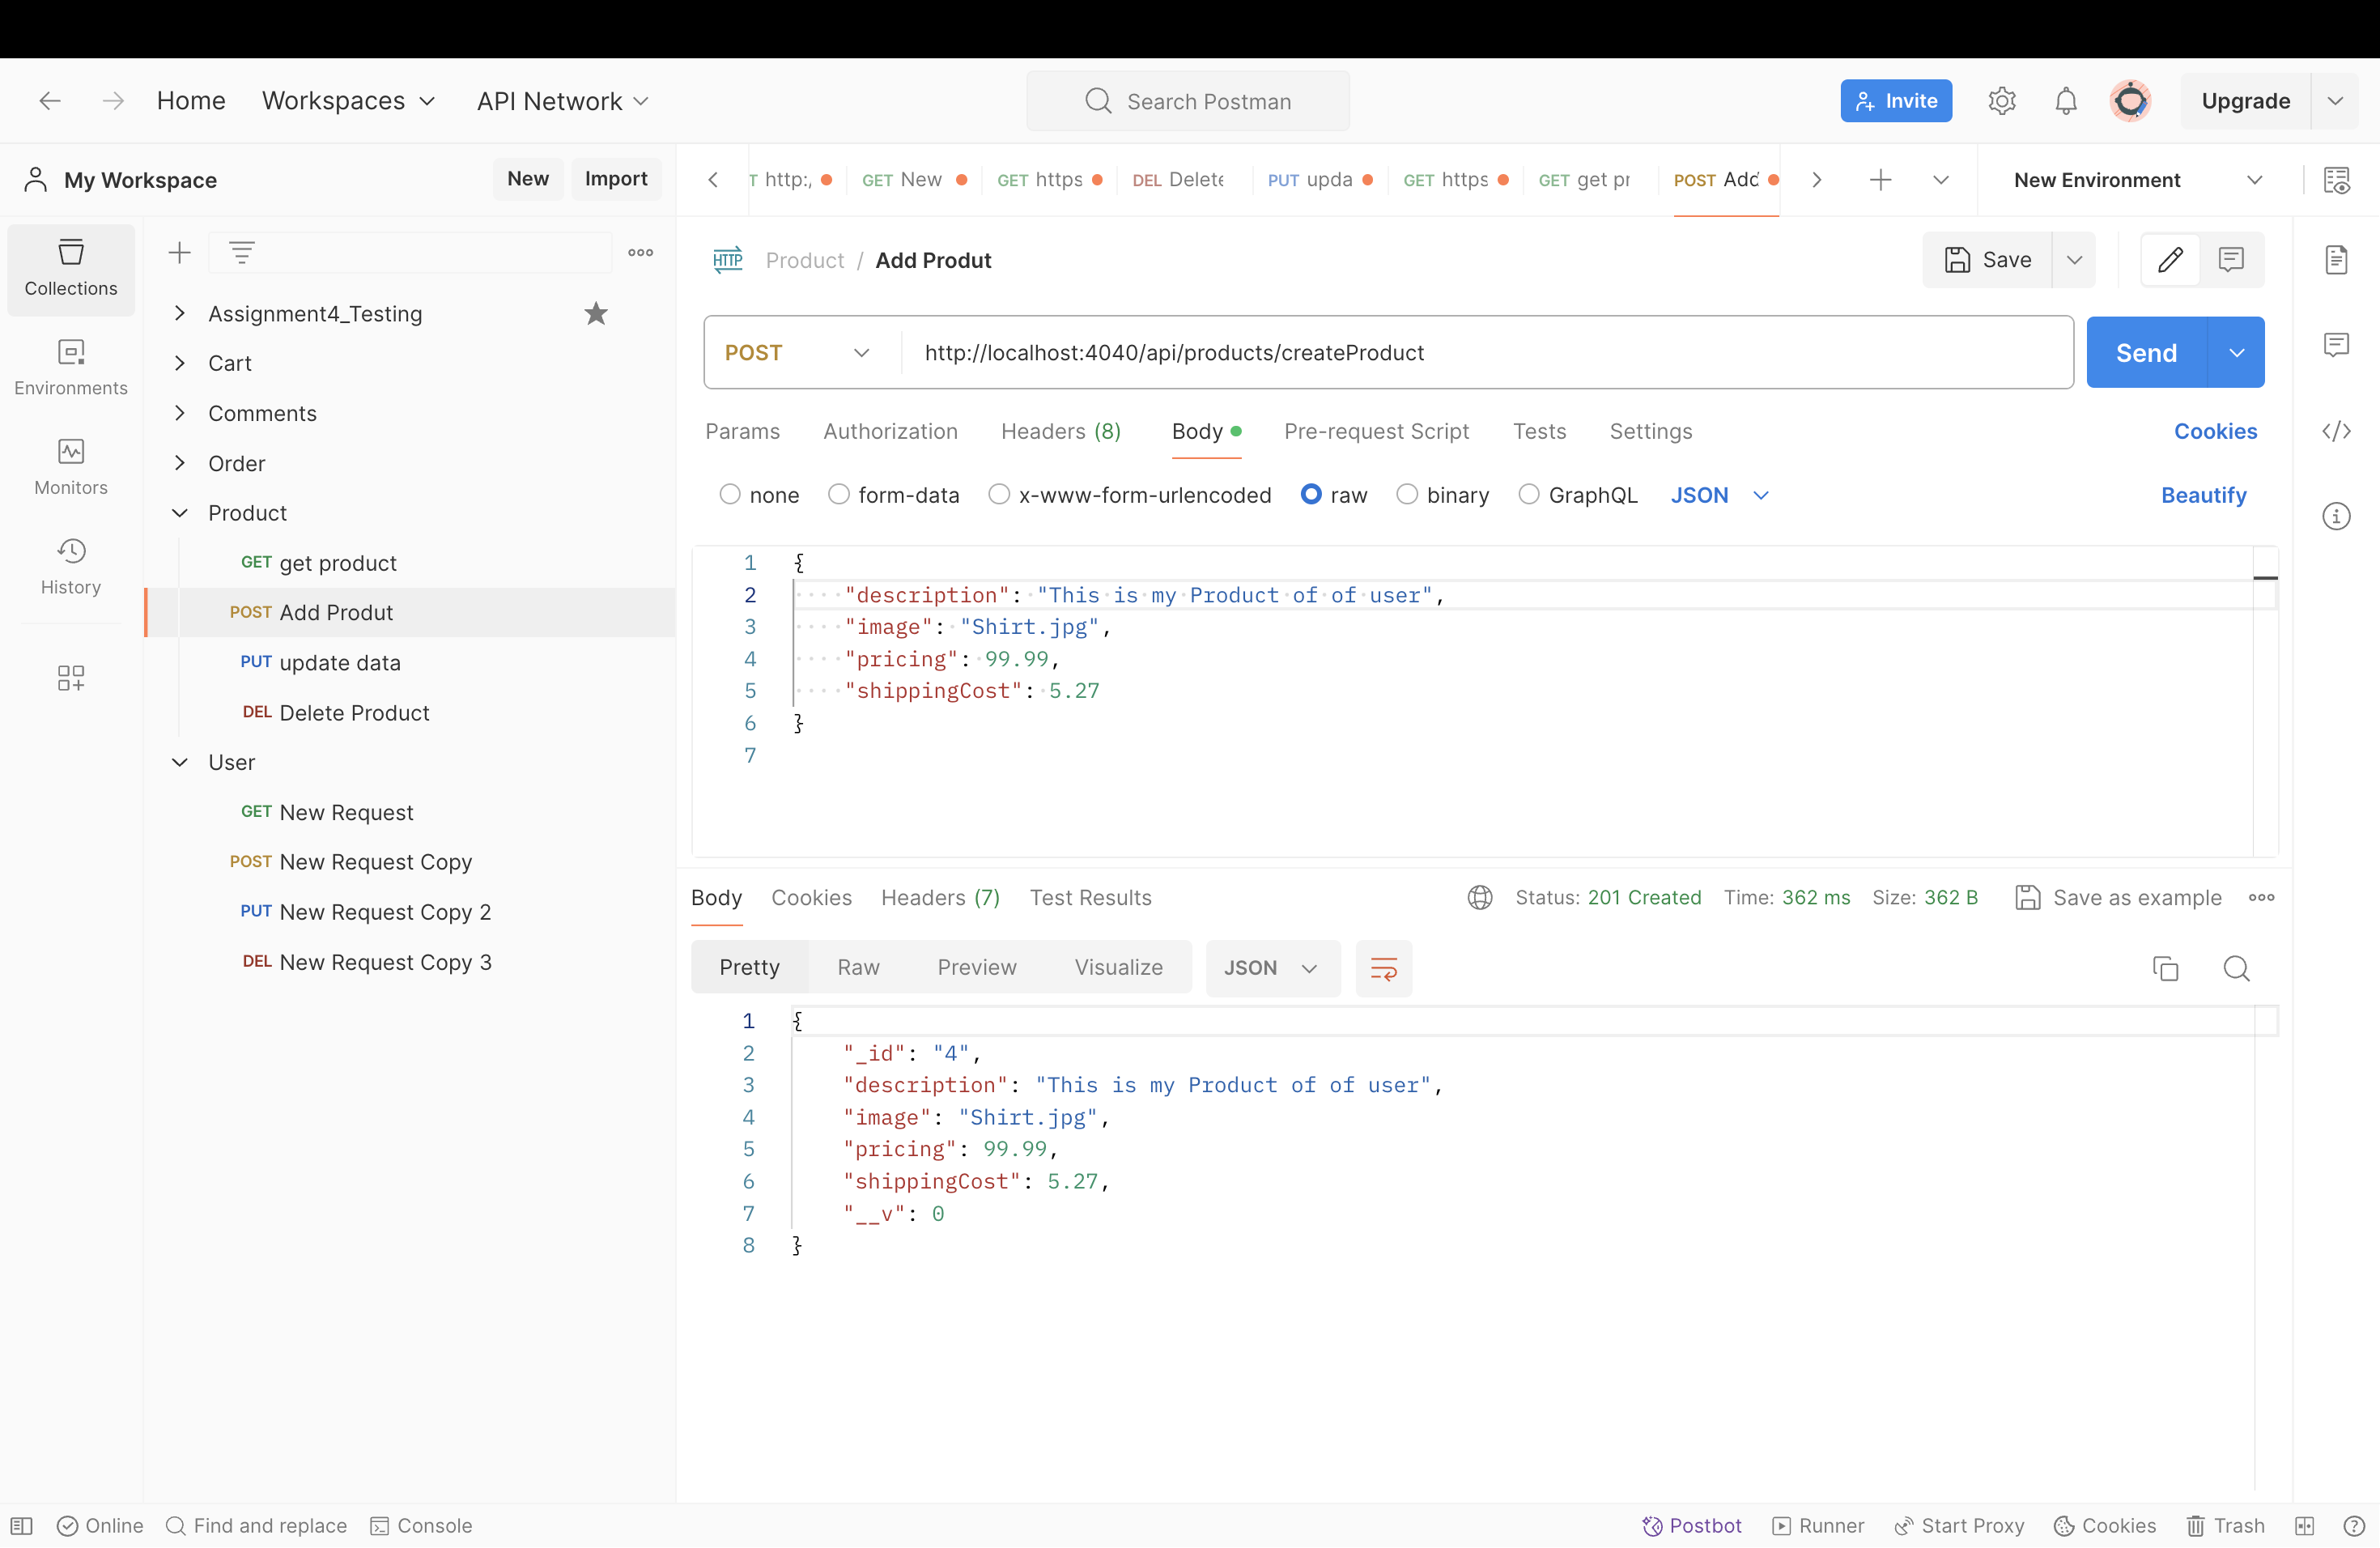 Home Workspaces API Network Search Postman Invite Upgrade
My Workspace New Import T http:/ GET New GET https DEL Delete PUT upda GET https GET get pr POST Add New Environment
Collections
Environments
Monitors
History
Assignment4_Testing
Cart
Comments
Order
Product
GET get product
POST Add Produt
PUT update data
DEL Delete Product
User
GET New Request
POST New Request Copy
PUT New Request Copy 2
DEL New Request Copy 3
HTTP Product / Add Produt Save
POST http://localhost:4040/api/products/createProduct Send
Params Authorization Headers (8) Body Pre-request Script Tests Settings Cookies
none form-data x-www-form-urlencoded raw binary GraphQL JSON Beautify
1 {
2 "description": "This is my Product of of user",
3 "image": "Shirt.jpg",
4 "pricing": 99.99,
5 "shippingCost": 5.27
6 }
7
Body Cookies Headers (7) Test Results Status: 201 Created Time: 362 ms Size: 362 B Save as example
Pretty Raw Preview Visualize JSON
1 {
2 "_id": "4",
3 "description": "This is my Product of of user",
4 "image": "Shirt.jpg",
5 "pricing": 99.99,
6 "shippingCost": 5.27,
7 "__v": 0
8 }
Online Find and replace Console Postbot Runner Start Proxy Cookies Trash